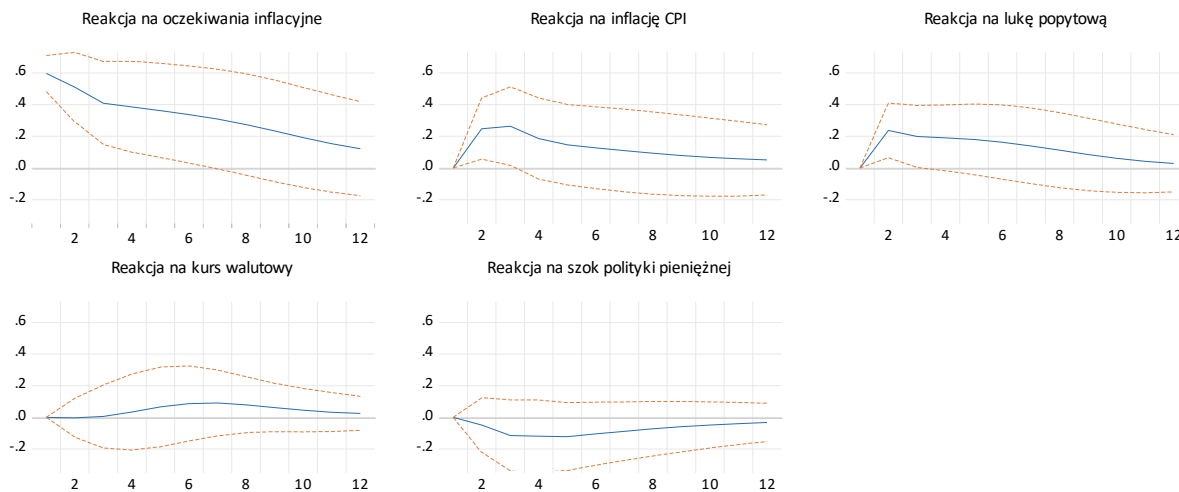 Reakcja na oczekiwania inflacyjne
Reakcja na inflację CPI
Reakcja na lukę popytową
.6
.4
.2
.0
-.2
2 4 6 8 10 12
.6
.4
.2
.0
-.2
2 4 6 8 10 12
.6
.4
.2
.0
-.2
2 4 6 8 10 12
Reakcja na kurs walutowy
Reakcja na szok polityki pieniężnej
.6
.4
.2
.0
-.2
2 4 6 8 10 12
.6
.4
.2
.0
-.2
2 4 6 8 10 12